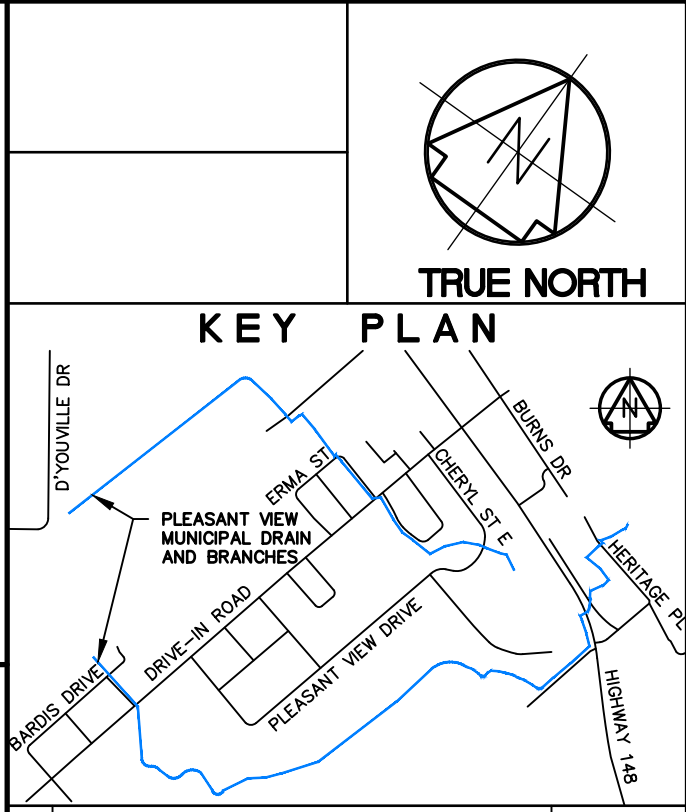 N
TRUE NORTH
KEY PLAN
N
D'YOUVILLE DR
BURNS DR
ERMA ST
CHERYL ST E
PLEASANT VIEW
MUNICIPAL DRAIN
AND BRANCHES
HERITAGE PL
DRIVE-IN ROAD
PLEASANT VIEW DRIVE
BARDIS DRIVE
HIGHWAY 148